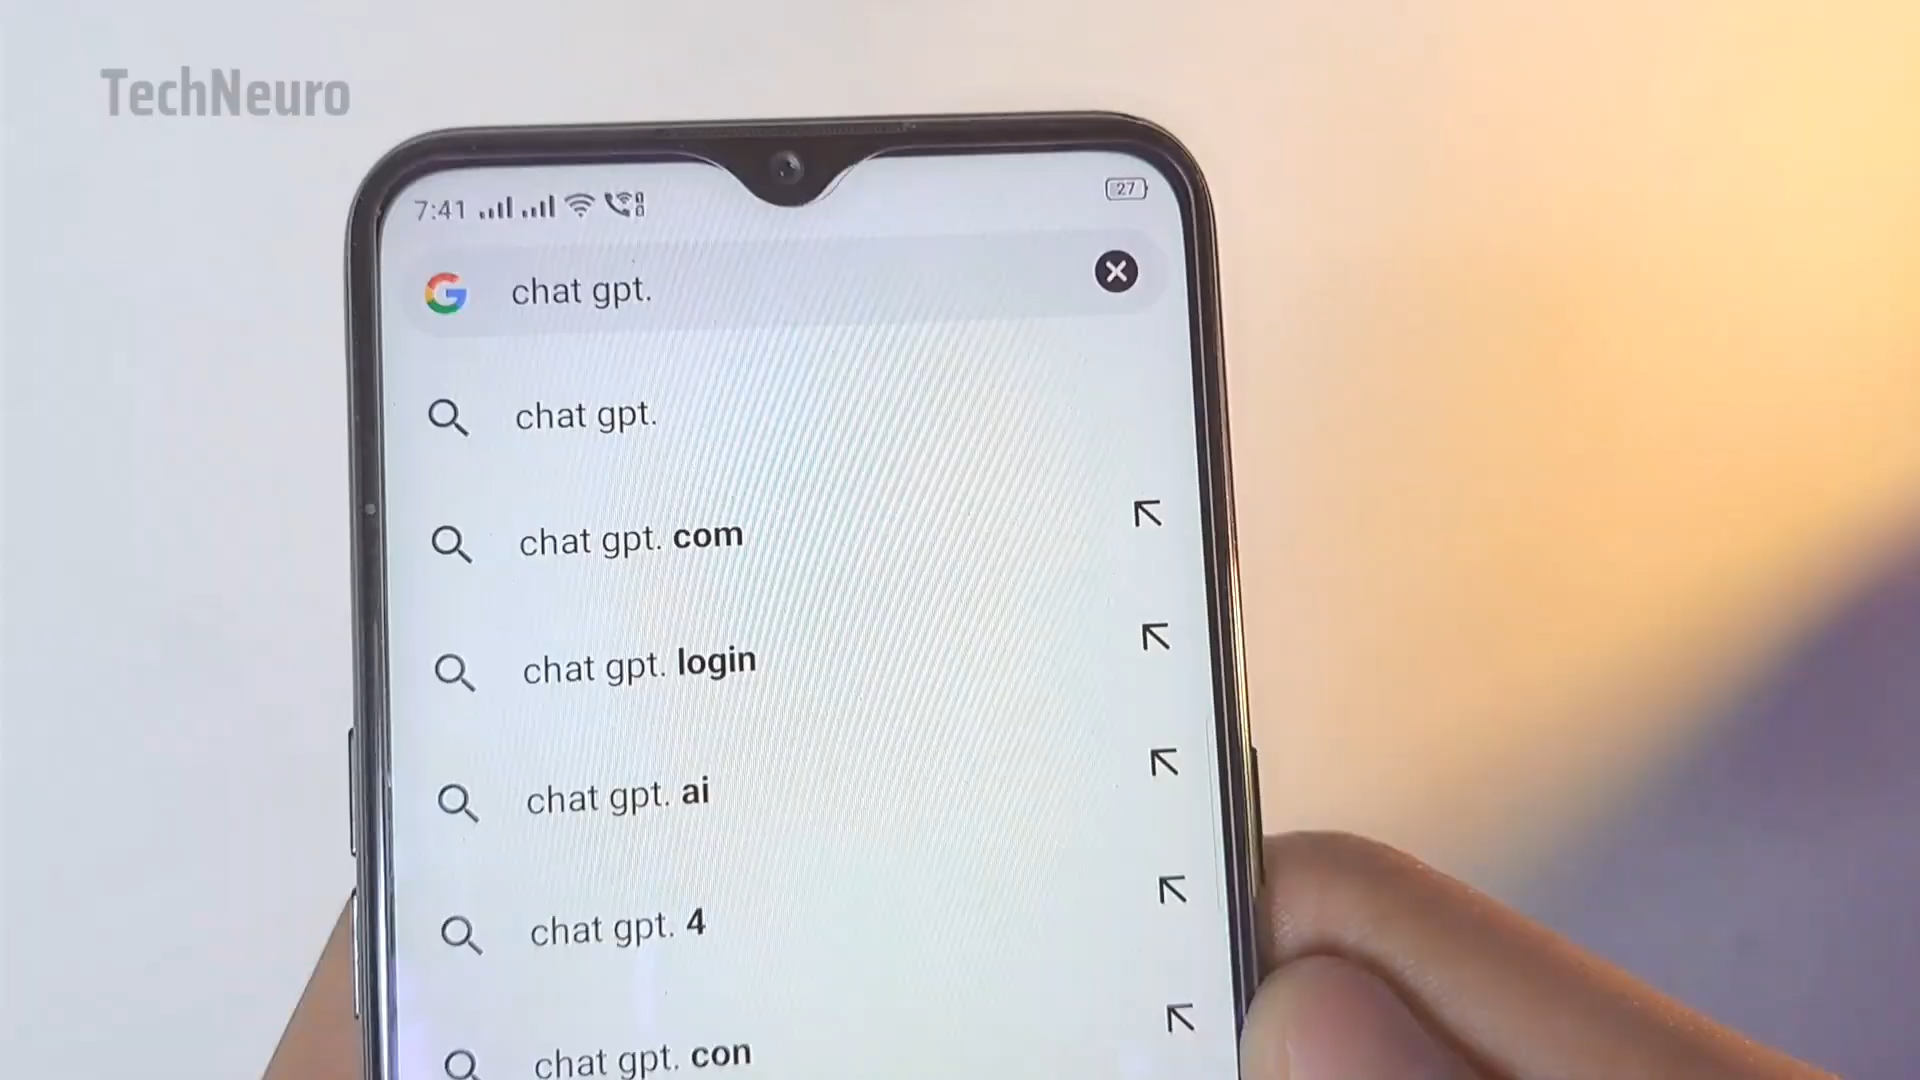 TechNeuro
7:41
27
chat gpt.
chat gpt.
chat gpt. com
chat gpt. login
chat gpt. ai
chat gpt. 4
chat gpt. con